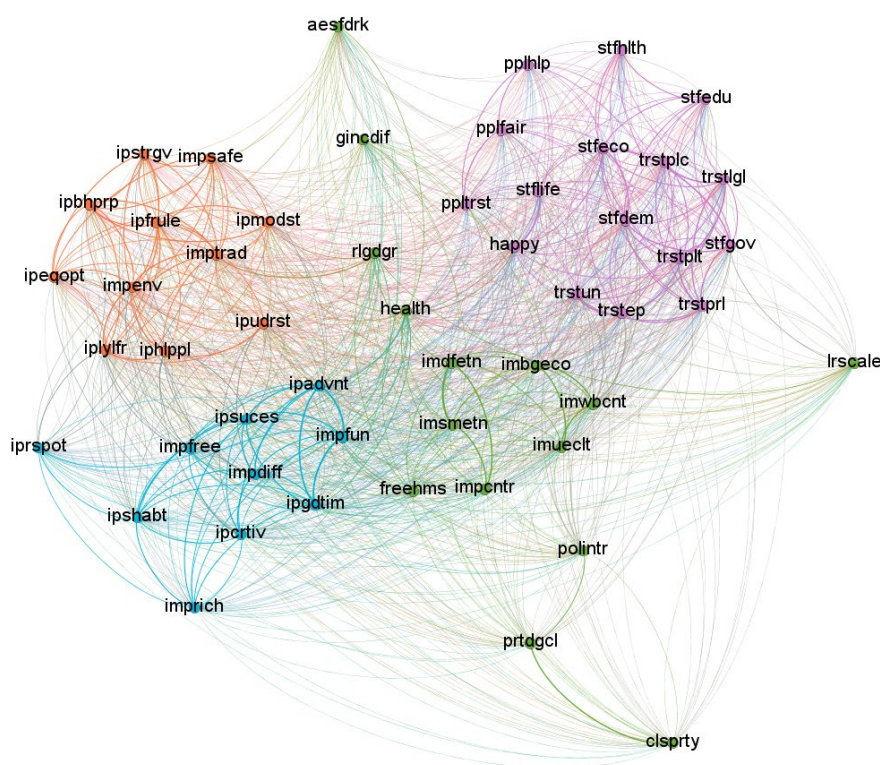 aesfdrk
stfhlth
pplhlp
stfedu
pplfair
gincdif
stfeco
ipstrgv
impsafe
trstplc
trstlgl
stflife
ipbhprp
ppltrst
ipfrule
ipmodst
stfdem
happy
stfgov
imptrad
rlgdgr
trstplt
ipeqopt
impenv
trstun
trstprl
health
trstep
ipudrst
iplylfr
iphlppl
imdfetn
imbgeco
lrscale
ipadvnt
imwbcnt
ipsuces
imsmetn
impfun
iprspot
impfree
imueclt
impdiff
freehms
impcntr
ipgdtim
ipshabt
ipcrtiv
polintr
imprich
prtdgcl
clsprty